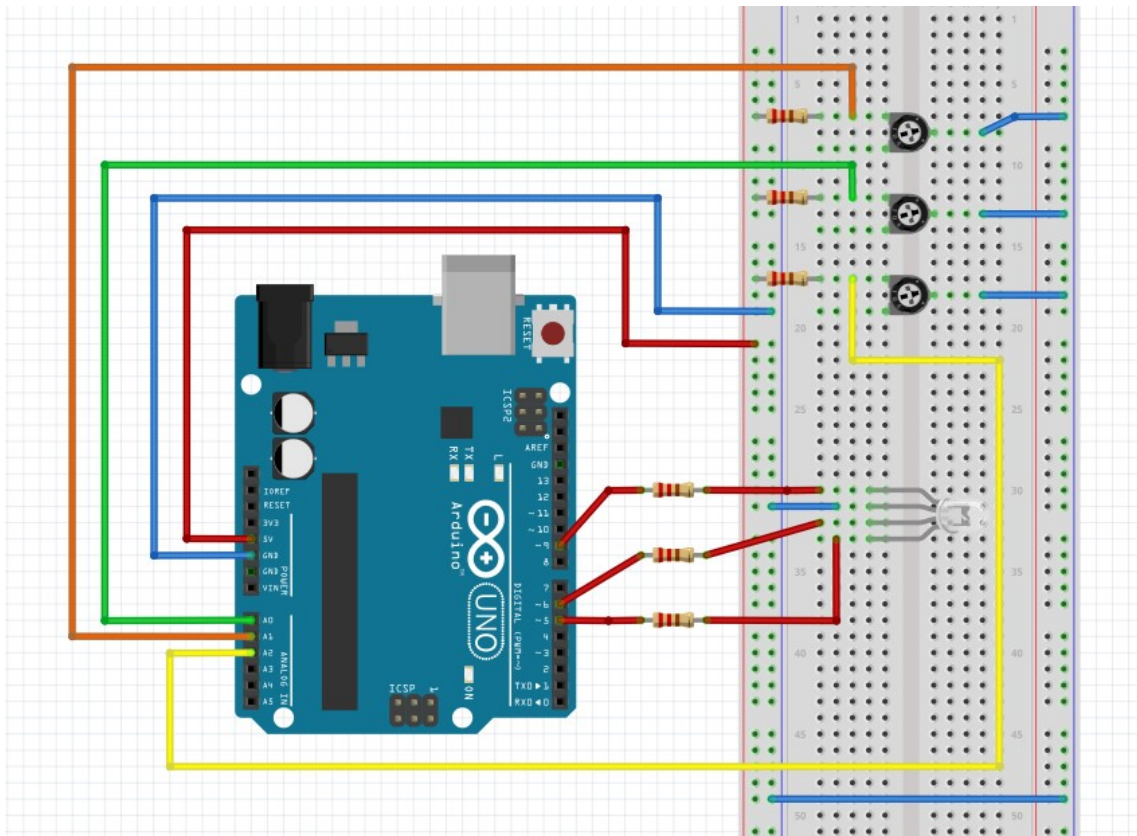 1
1
5
5
10
10
15
15
20
20
25
25
30
30
35
35
40
40
45
45
50
50
RESET
ICSP2
AREF
GND
13
12
~11
~10
~9
8
7
~6
~5
4
~3
2
TXD ▸ 1
RXD ◂ 0
DIGITAL (PWM=~)
RX
TX
L
Arduino™
UNO
ON
ICSP
1
IOREF
RESET
3V3
5V
GND
GND
VIN
POWER
A0
A1
A2
A3
A4
A5
ANALOG IN